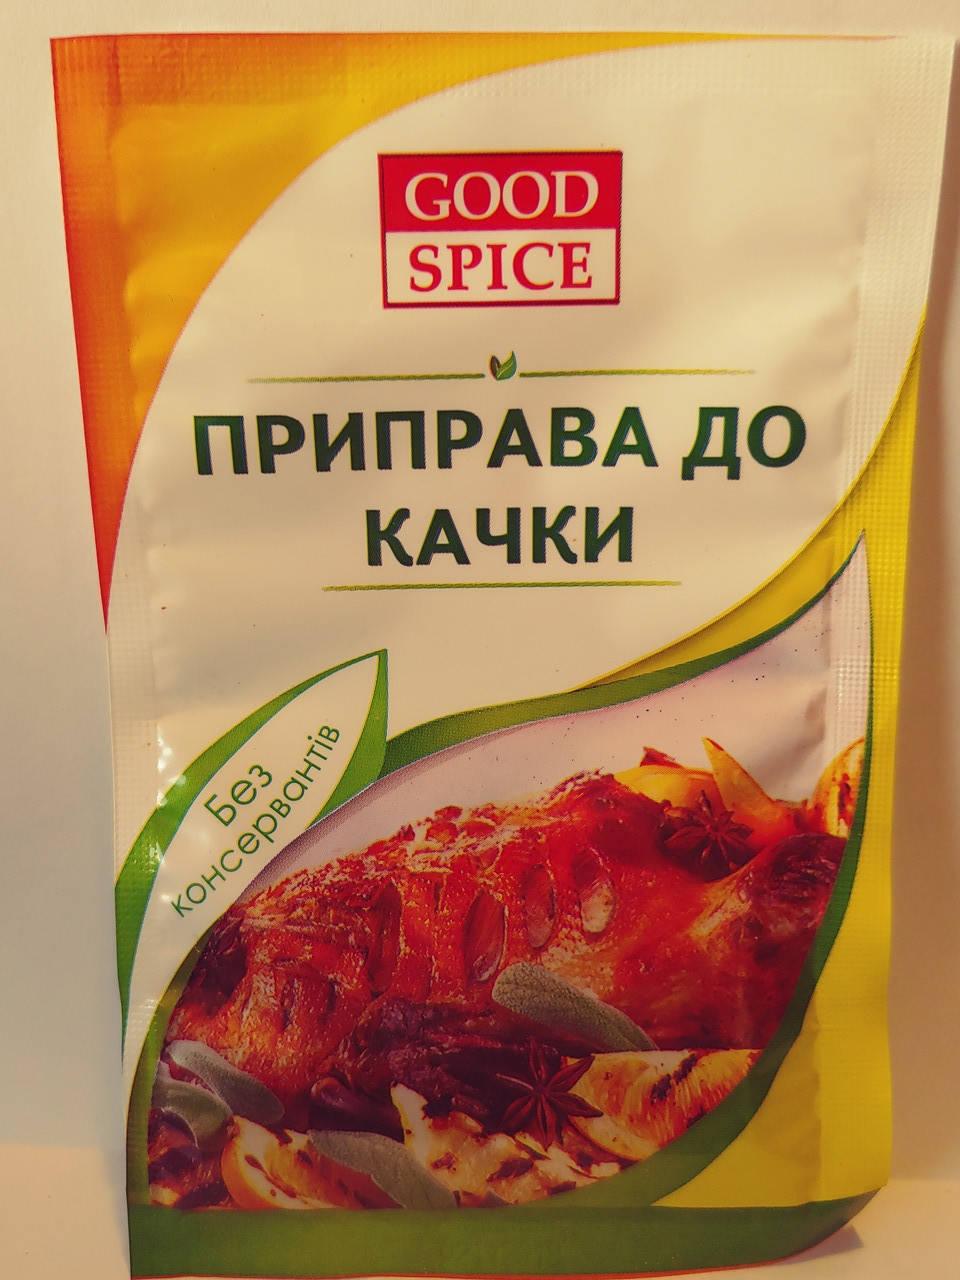 GOOD
SPICE
ПРИПРАВА ДО
КАЧКИ
Без
консервантів